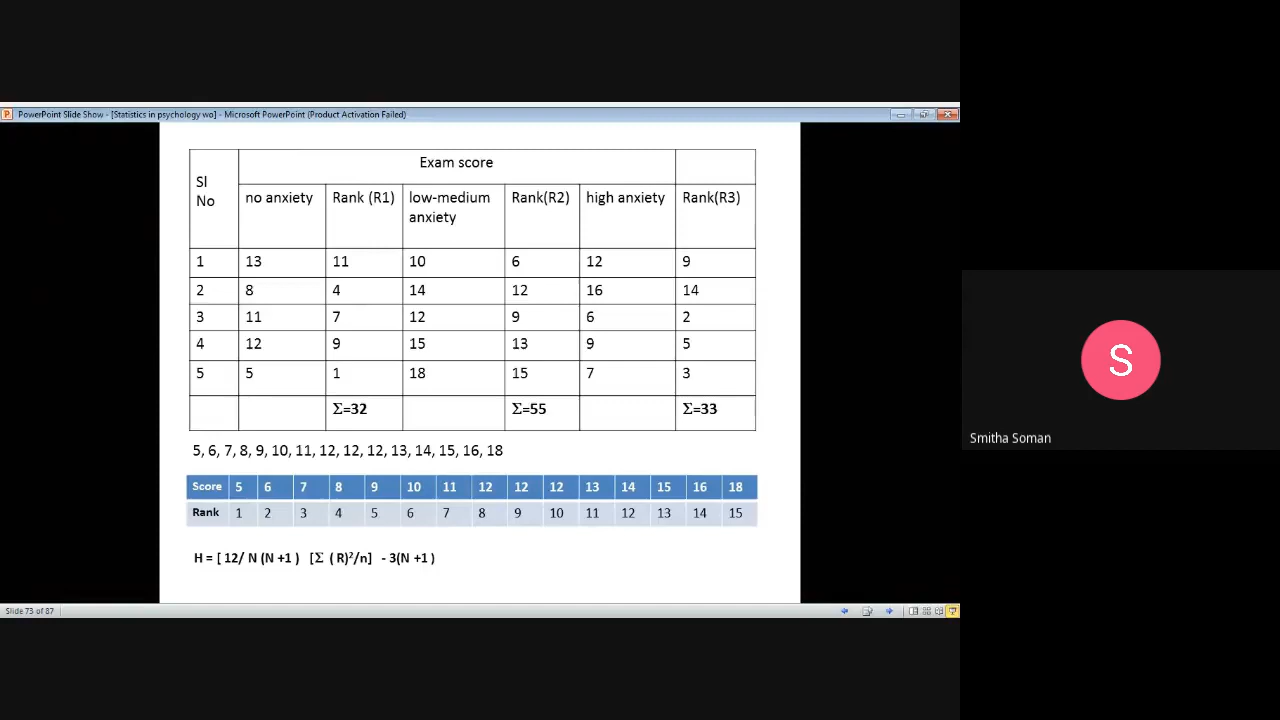 PowerPoint Slide Show - [Statistics in psychology wo] - Microsoft PowerPoint (Product Activation Failed)
Exam score
Sl No no anxiety Rank (R1) low-medium anxiety Rank(R2) high anxiety Rank(R3)
1 13 11 10 6 12 9
2 8 4 14 12 16 14
3 11 7 12 9 6 2
4 12 9 15 13 9 5
5 5 1 18 15 7 3
Σ=32 Σ=55 Σ=33
5, 6, 7, 8, 9, 10, 11, 12, 12, 12, 13, 14, 15, 16, 18
Score 5 6 7 8 9 10 11 12 12 12 13 14 15 16 18
Rank 1 2 3 4 5 6 7 8 9 10 11 12 13 14 15
H = [ 12/ N (N +1 ) [Σ ( R)²/n] - 3(N +1 )
Slide 73 of 87
S
Smitha Soman